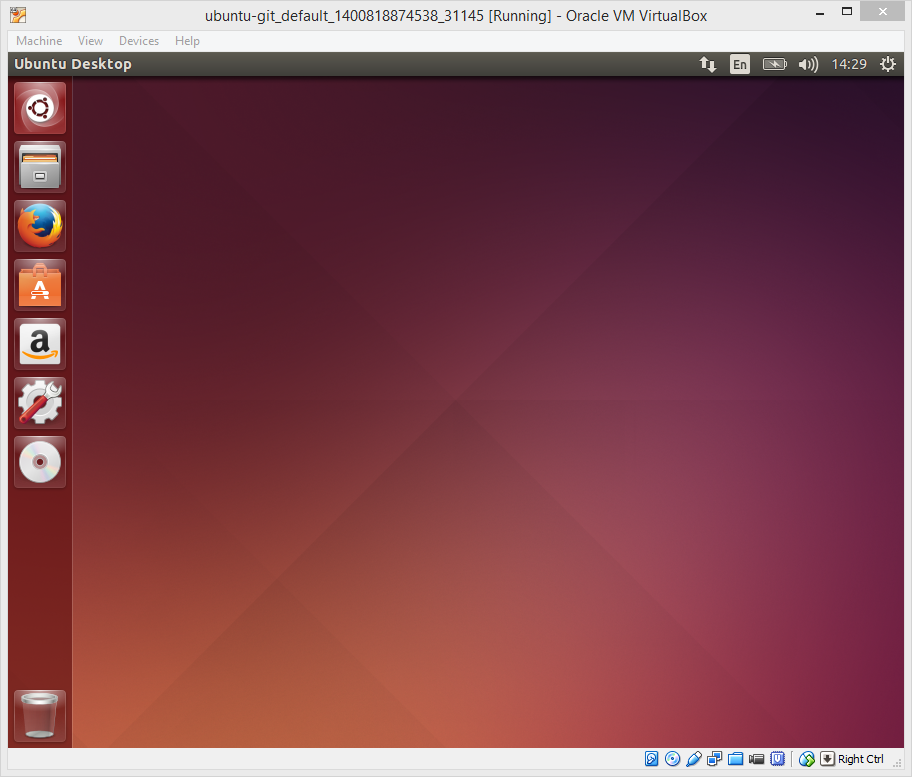 ubuntu-git_default_1400818874538_31145 [Running] - Oracle VM VirtualBox
Machine View Devices Help
Ubuntu Desktop En 14:29
A
a
Right Ctrl